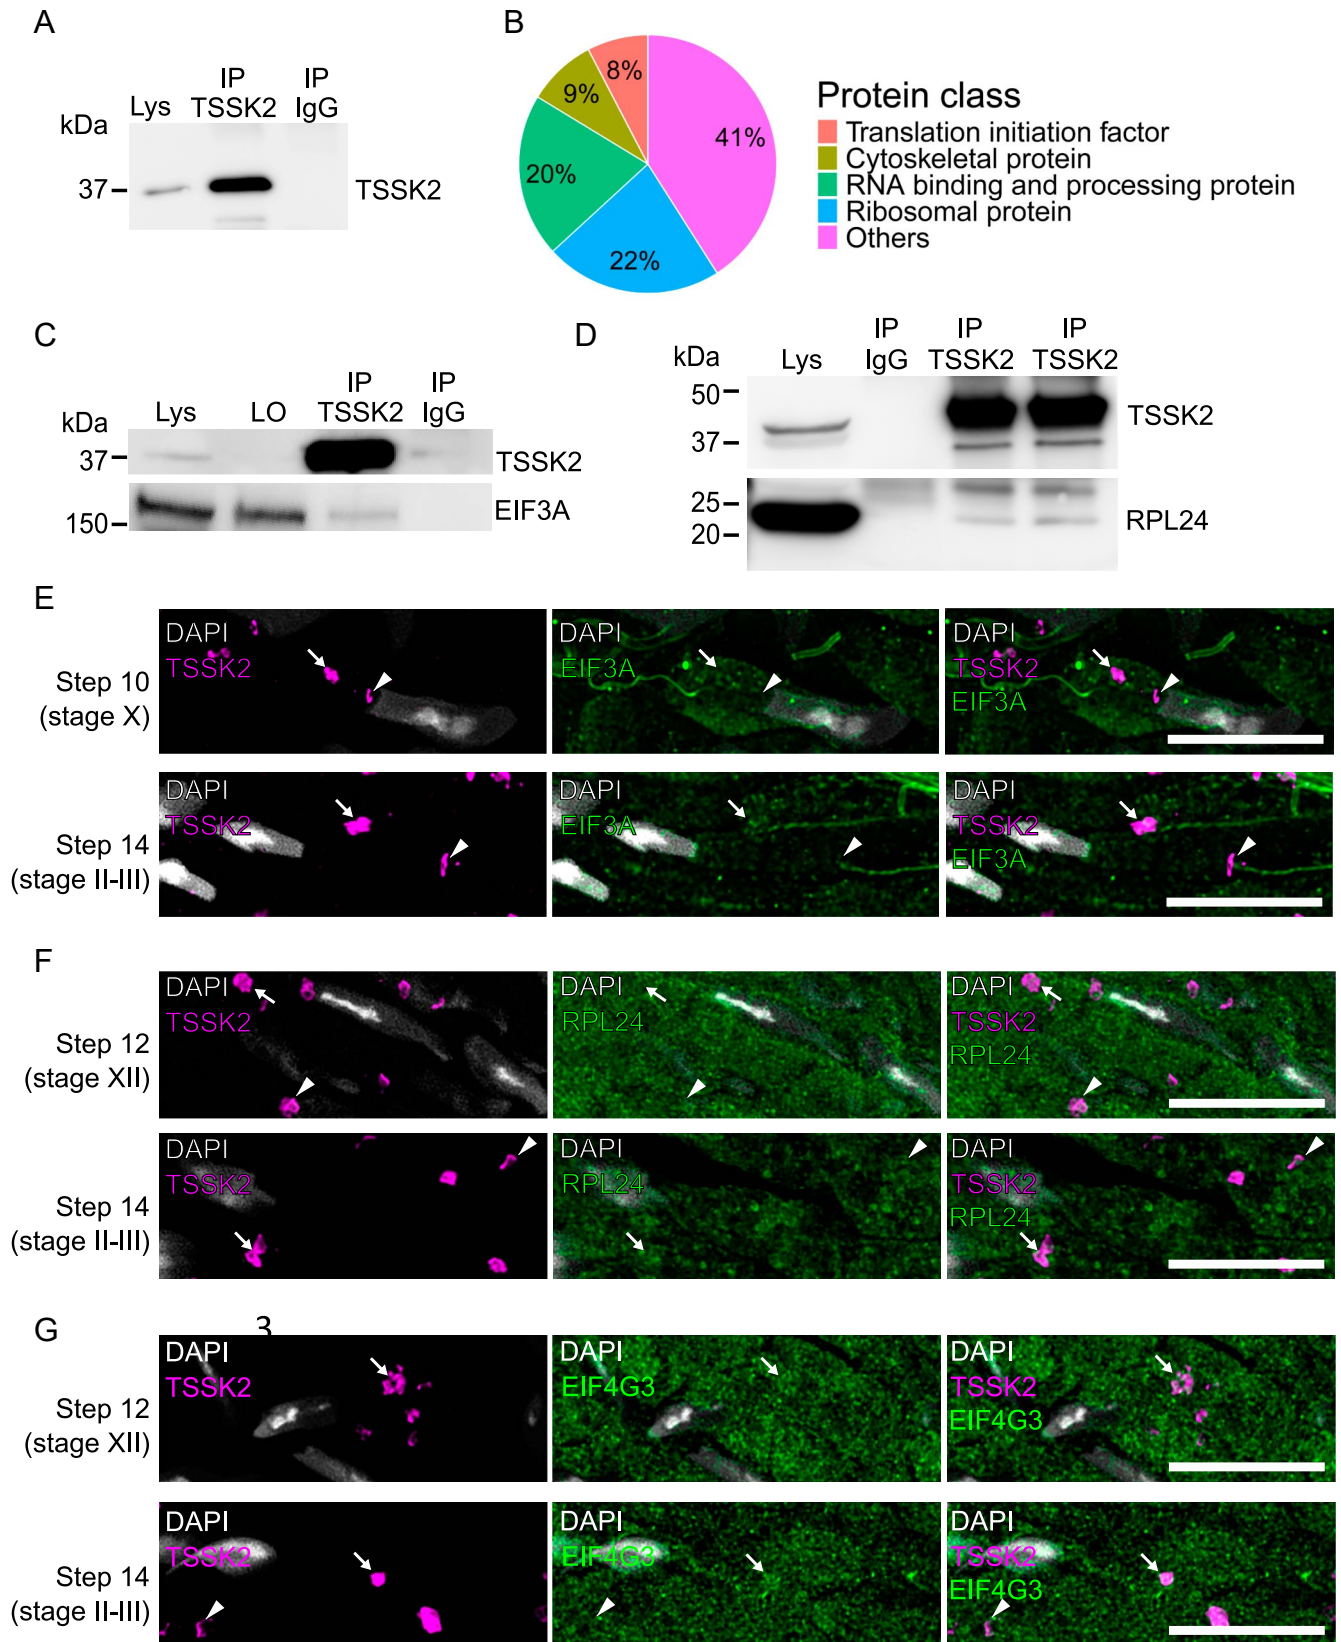 A
B
IP
IP
Lys
TSSK2
IgG
kDa
37
TSSK2
8%
9%
41%
20%
22%
Protein class
Translation initiation factor
Cytoskeletal protein
RNA binding and processing protein
Ribosomal protein
Others
C
IP
IP
Lys
LO
TSSK2
IgG
kDa
37
TSSK2
150
EIF3A
D
IP
IP
IP
kDa
Lys
IgG
TSSK2
TSSK2
50
TSSK2
37
25
20
RPL24
E
Step 10
(stage X)
DAPI
TSSK2
DAPI
EIF3A
DAPI
TSSK2
EIF3A
Step 14
(stage II-III)
DAPI
TSSK2
DAPI
EIF3A
DAPI
TSSK2
EIF3A
F
Step 12
(stage XII)
DAPI
TSSK2
DAPI
RPL24
DAPI
TSSK2
RPL24
Step 14
(stage II-III)
DAPI
TSSK2
DAPI
RPL24
DAPI
TSSK2
RPL24
G
3
Step 12
(stage XII)
DAPI
TSSK2
DAPI
EIF4G3
DAPI
TSSK2
EIF4G3
Step 14
(stage II-III)
DAPI
TSSK2
DAPI
EIF4G3
DAPI
TSSK2
EIF4G3